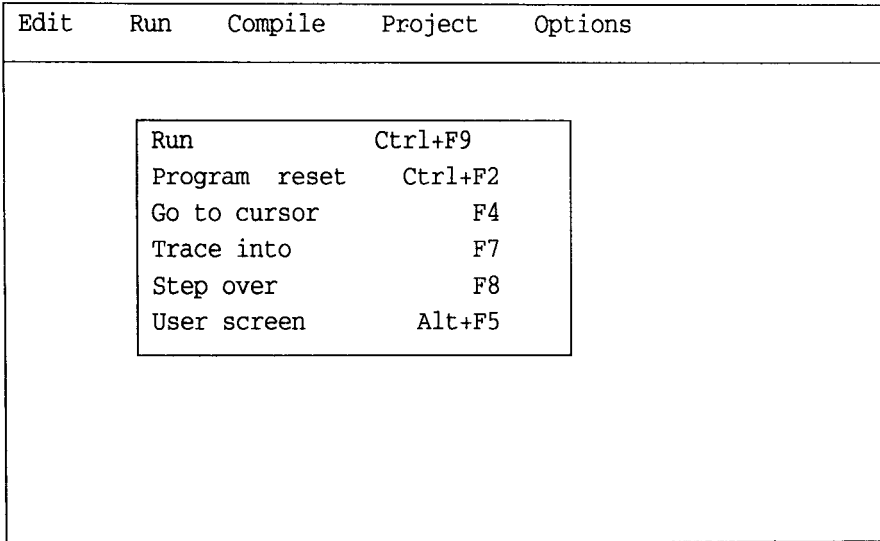 Edit Run Compile Project Options
Run Ctrl+F9
Program reset Ctrl+F2
Go to cursor F4
Trace into F7
Step over F8
User screen Alt+F5